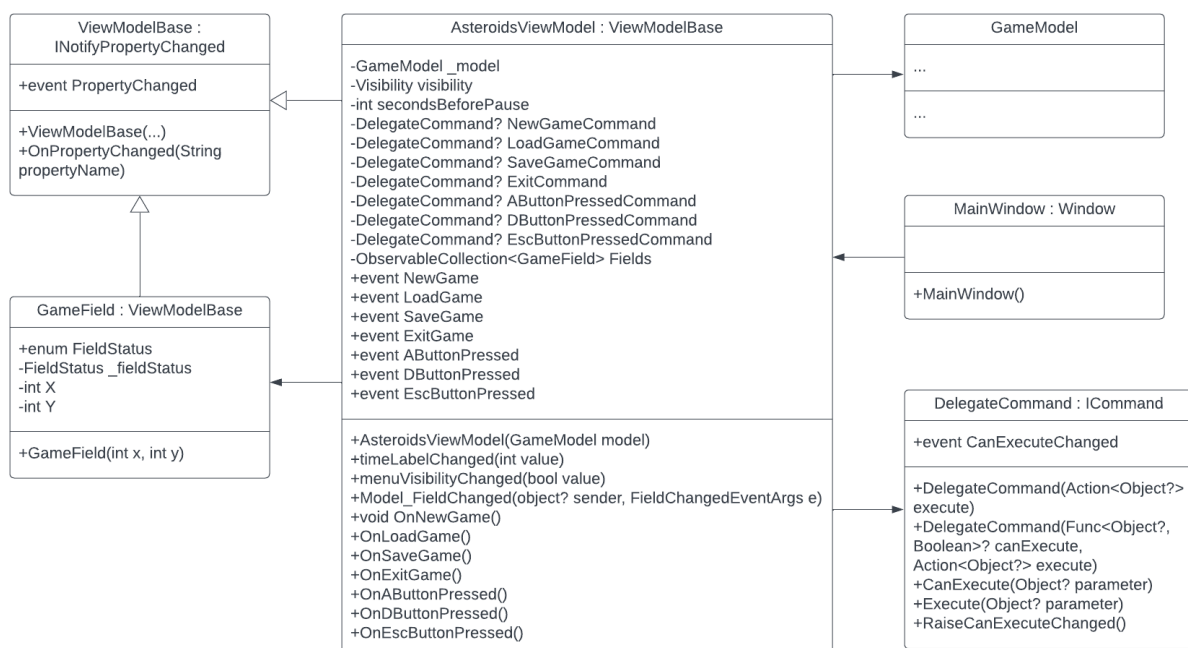 ViewModelBase :
INotifyPropertyChanged
+event PropertyChanged
+ViewModelBase(...)
+OnPropertyChanged(String
propertyName)
GameField : ViewModelBase
+enum FieldStatus
-FieldStatus _fieldStatus
-int X
-int Y
+GameField(int x, int y)
AsteroidsViewModel : ViewModelBase
-GameModel _model
-Visibility visibility
-int secondsBeforePause
-DelegateCommand? NewGameCommand
-DelegateCommand? LoadGameCommand
-DelegateCommand? SaveGameCommand
-DelegateCommand? ExitCommand
-DelegateCommand? AButtonPressedCommand
-DelegateCommand? DButtonPressedCommand
-DelegateCommand? EscButtonPressedCommand
-ObservableCollection<GameField> Fields
+event NewGame
+event LoadGame
+event SaveGame
+event ExitGame
+event AButtonPressed
+event DButtonPressed
+event EscButtonPressed
+AsteroidsViewModel(GameModel model)
+timeLabelChanged(int value)
+menuVisibilityChanged(bool value)
+Model_FieldChanged(object? sender, FieldChangedEventArgs e)
+void OnNewGame()
+OnLoadGame()
+OnSaveGame()
+OnExitGame()
+OnAButtonPressed()
+OnDButtonPressed()
+OnEscButtonPressed()
GameModel
...
...
MainWindow : Window
+MainWindow()
DelegateCommand : ICommand
+event CanExecuteChanged
+DelegateCommand(Action<Object?>
execute)
+DelegateCommand(Func<Object?,
Boolean>? canExecute,
Action<Object?> execute)
+CanExecute(Object? parameter)
+Execute(Object? parameter)
+RaiseCanExecuteChanged()